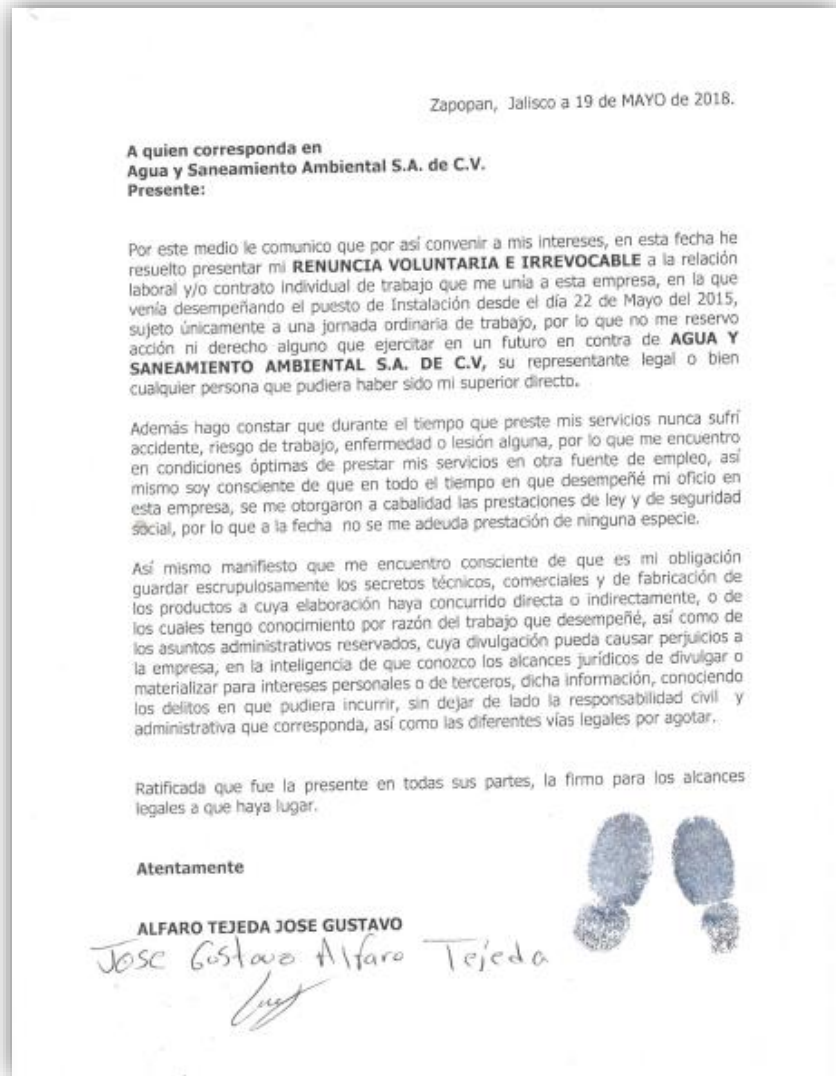 Zapopan, Jalisco a 19 de MAYO de 2018.
A quien corresponda en
Agua y Saneamiento Ambiental S.A. de C.V.
Presente:
Por este medio le comunico que por así convenir a mis intereses, en esta fecha he
resuelto presentar mi RENUNCIA VOLUNTARIA E IRREVOCABLE a la relación
laboral y/o contrato individual de trabajo que me unía a esta empresa, en la que
venía desempeñando el puesto de Instalación desde el día 22 de Mayo del 2015,
sujeto únicamente a una jornada ordinaria de trabajo, por lo que no me reservo
acción ni derecho alguno que ejercitar en un futuro en contra de AGUA Y
SANEAMIENTO AMBIENTAL S.A. DE C.V, su representante legal o bien
cualquier persona que pudiera haber sido mi superior directo.
Además hago constar que durante el tiempo que preste mis servicios nunca sufrí
accidente, riesgo de trabajo, enfermedad o lesión alguna, por lo que me encuentro
en condiciones óptimas de prestar mis servicios en otra fuente de empleo, así
mismo soy consciente de que en todo el tiempo en que desempeñé mi oficio en
esta empresa, se me otorgaron a cabalidad las prestaciones de ley y de seguridad
social, por lo que a la fecha no se me adeuda prestación de ninguna especie.
Así mismo manifiesto que me encuentro consciente de que es mi obligación
guardar escrupulosamente los secretos técnicos, comerciales y de fabricación de
los productos a cuya elaboración haya concurrido directa o indirectamente, o de
los cuales tengo conocimiento por razón del trabajo que desempeñé, así como de
los asuntos administrativos reservados, cuya divulgación pueda causar perjuicios a
la empresa, en la inteligencia de que conozco los alcances jurídicos de divulgar o
materializar para intereses personales o de terceros, dicha información, conociendo
los delitos en que pudiera incurrir, sin dejar de lado la responsabilidad civil y
administrativa que corresponda, así como las diferentes vías legales por agotar.
Ratificada que fue la presente en todas sus partes, la firmo para los alcances
legales a que haya lugar.
Atentamente
ALFARO TEJEDA JOSE GUSTAVO
Jose Gustavo Alfaro Tejeda